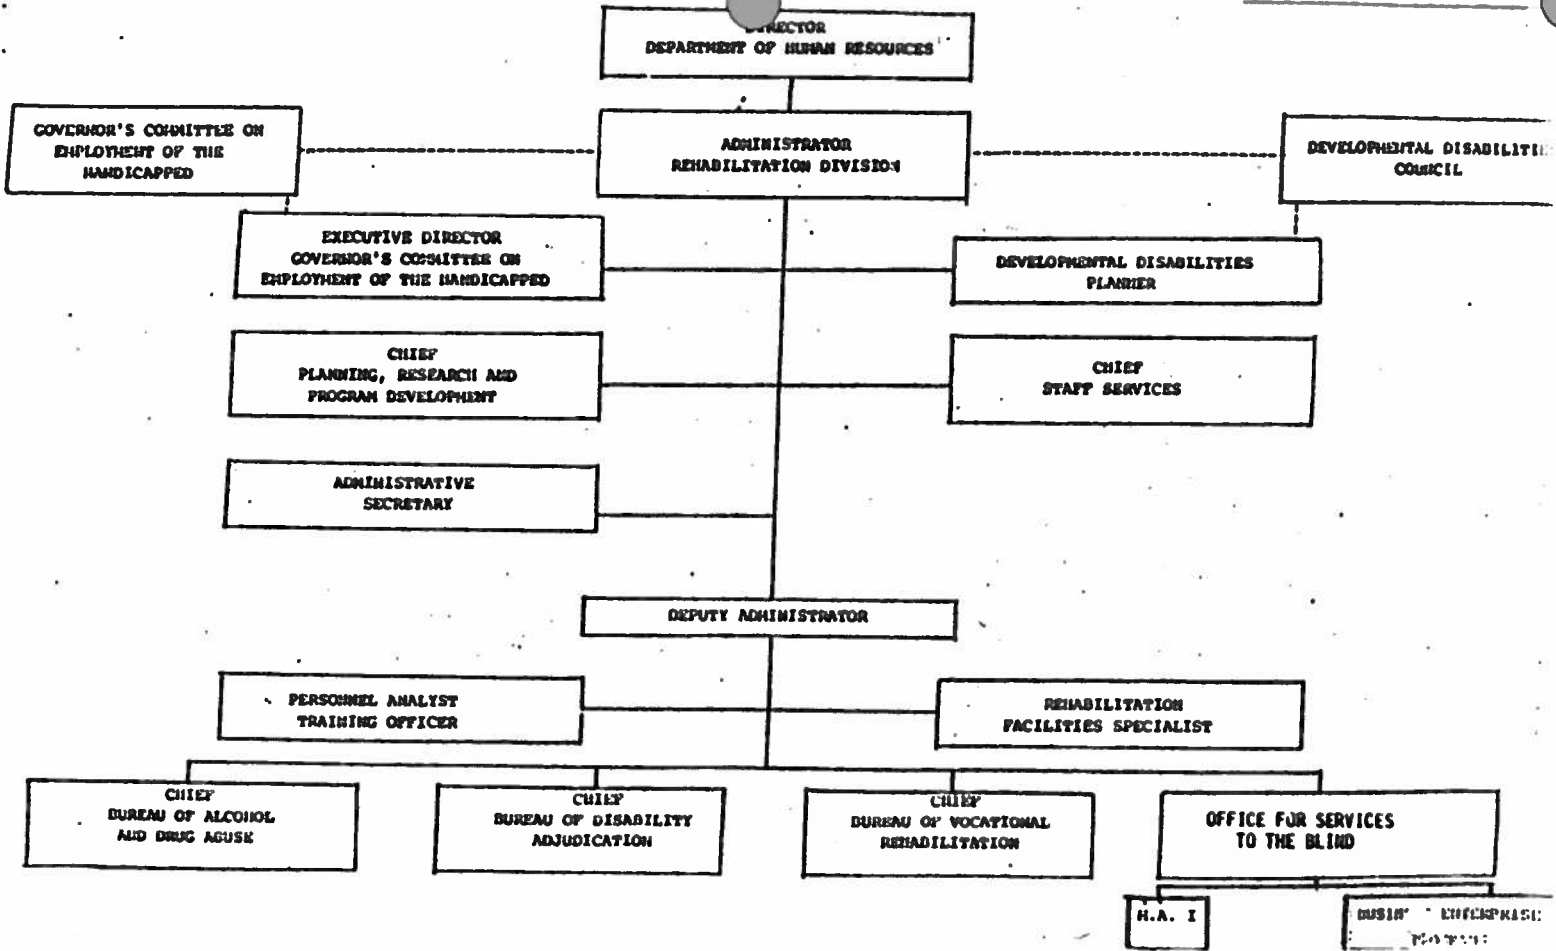 DIRECTOR
DEPARTMENT OF HUMAN RESOURCES
GOVERNOR'S COMMITTEE ON
EMPLOYMENT OF THE
HANDICAPPED
ADMINISTRATOR
REHABILITATION DIVISION
DEVELOPMENTAL
COUNCIL
EXECUTIVE DIRECTOR
GOVERNOR'S COMMITTEE ON
EMPLOYMENT OF THE HANDICAPPED
DEVELOPMENTAL DISABILITIES
PLANNER
CHIEF
PLANNING, RESEARCH AND
PROGRAM DEVELOPMENT
CHIEF
STAFF SERVICES
ADMINISTRATIVE
SECRETARY
DEPUTY ADMINISTRATOR
PERSONNEL ANALYST
TRAINING OFFICER
REHABILITATION
FACILITIES SPECIALIST
CHIEF
BUREAU OF ALCOHOL
AND DRUG ABUSE
CHIEF
BUREAU OF DISABILITY
ADJUDICATION
CHIEF
BUREAU OF VOCATIONAL
REHABILITATION
OFFICE FOR SERVICES
TO THE BLIND
H.A. I
ENTERPRISE